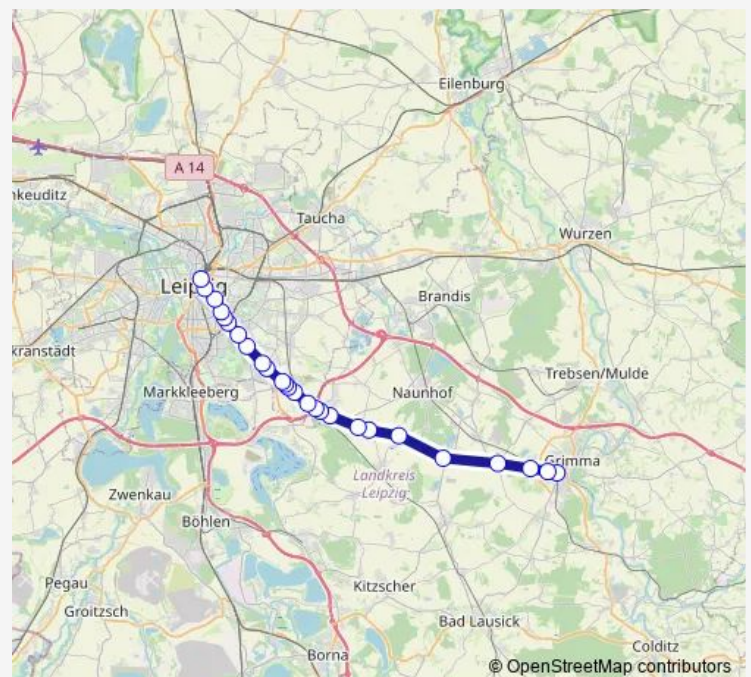 Eilenburg
A 14
nkeuditz
Taucha
Wurzen
Leipzig
Brandis
kranstädt
Trebsen/Mulde
Markkleeberg
Naunhof
Grimma
Landkreis
Leipzig
Zwenkau
Böhlen
Pegau
Kitzscher
Groitzsch
Bad Lausick
Colditz
Borna
© OpenStreetMap contributors